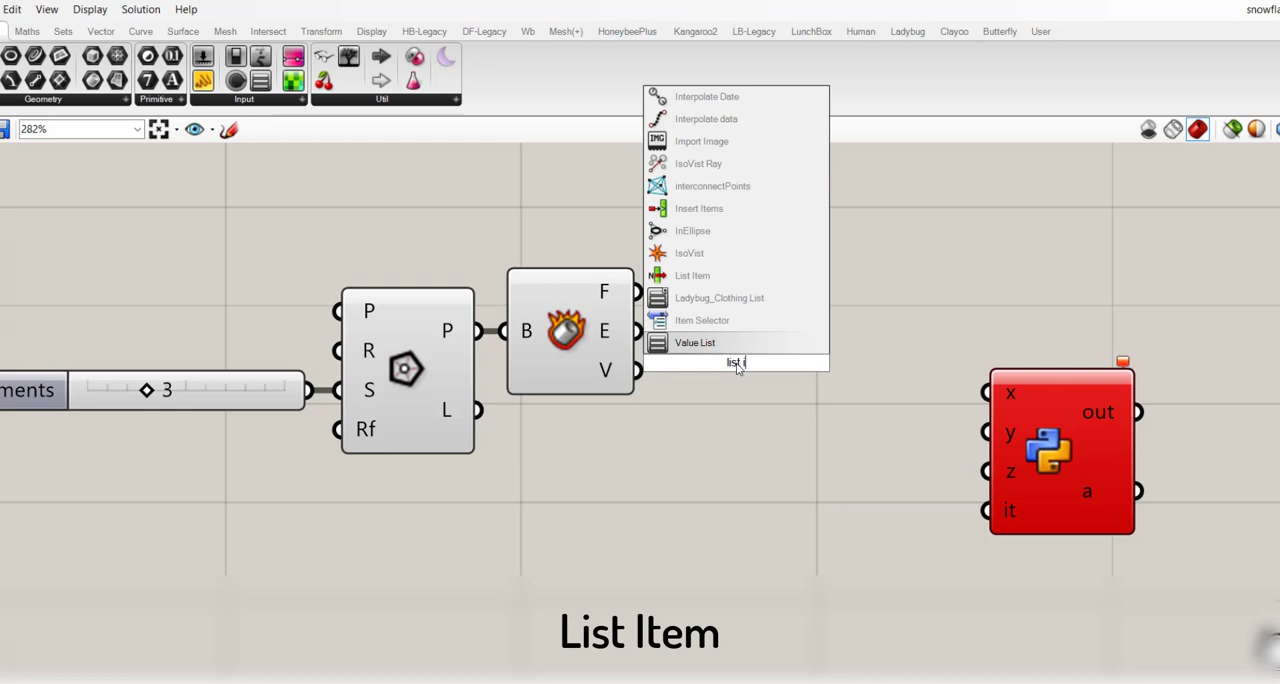 Edit View Display Solution Help snowfla
Maths Sets Vector Curve Surface Mesh Intersect Transform Display HB-Legacy DF-Legacy Wb Mesh(+) HoneybeePlus Kangaroo2 LB-Legacy LunchBox Human Ladybug Clayoo Butterfly User
Geometry Primitive Input Util
282%
Interpolate Date
Interpolate data
IMG Import Image
IsoVist Ray
interconnectPoints
Insert Items
InEllipse
IsoVist
List Item
Ladybug_Clothing List
Item Selector
Value List
list i
ments 3
P
R
S
Rf
P
L
B
F
E
V
x
y
z
it
out
a
List Item